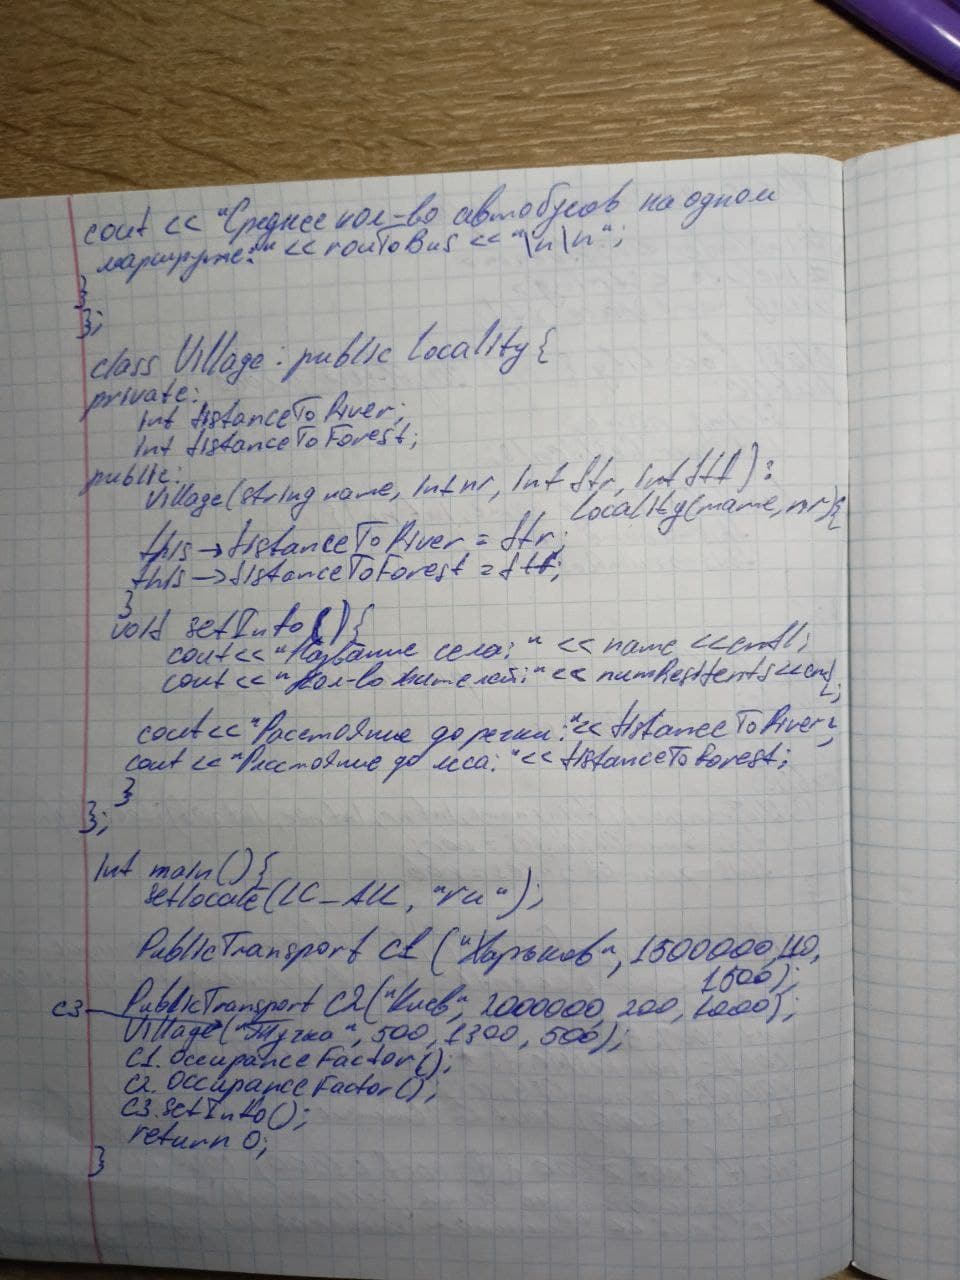 cout << "Среднее кол-во автобусов на одном
маршруте:" << rouToBus << "\n\n";
}
};
class Village: public Locality{
private:
int distanceToRiver;
int distanceToForest;
public:
Village(string name, int nr, int dtr, int dtf):
Locality(name, nr){
this->distanceToRiver = dtr;
this->distanceToForest = dtf;
}
void setInfo(){
cout<<"Название села:" << name <<endl;
cout <<"Кол-во жителей:"<< numResidents<<endl;
cout<<"Расстояние до речки:"<< distanceToRiver;
cout <<"Расстояние до леса:"<< distanceToForest;
}
};
int main(){
setlocale(LC_ALL, "ru");
PublicTransport c1 ("Харьков", 1500000, 40,
1500);
PublicTransport c2("Киев", 2000000, 200, 1000);
c3
Village(" ", 500, 1300, 500);
c1.OccupanceFactor();
c2.OccupanceFactor();
c3.setInfo();
return 0;
}